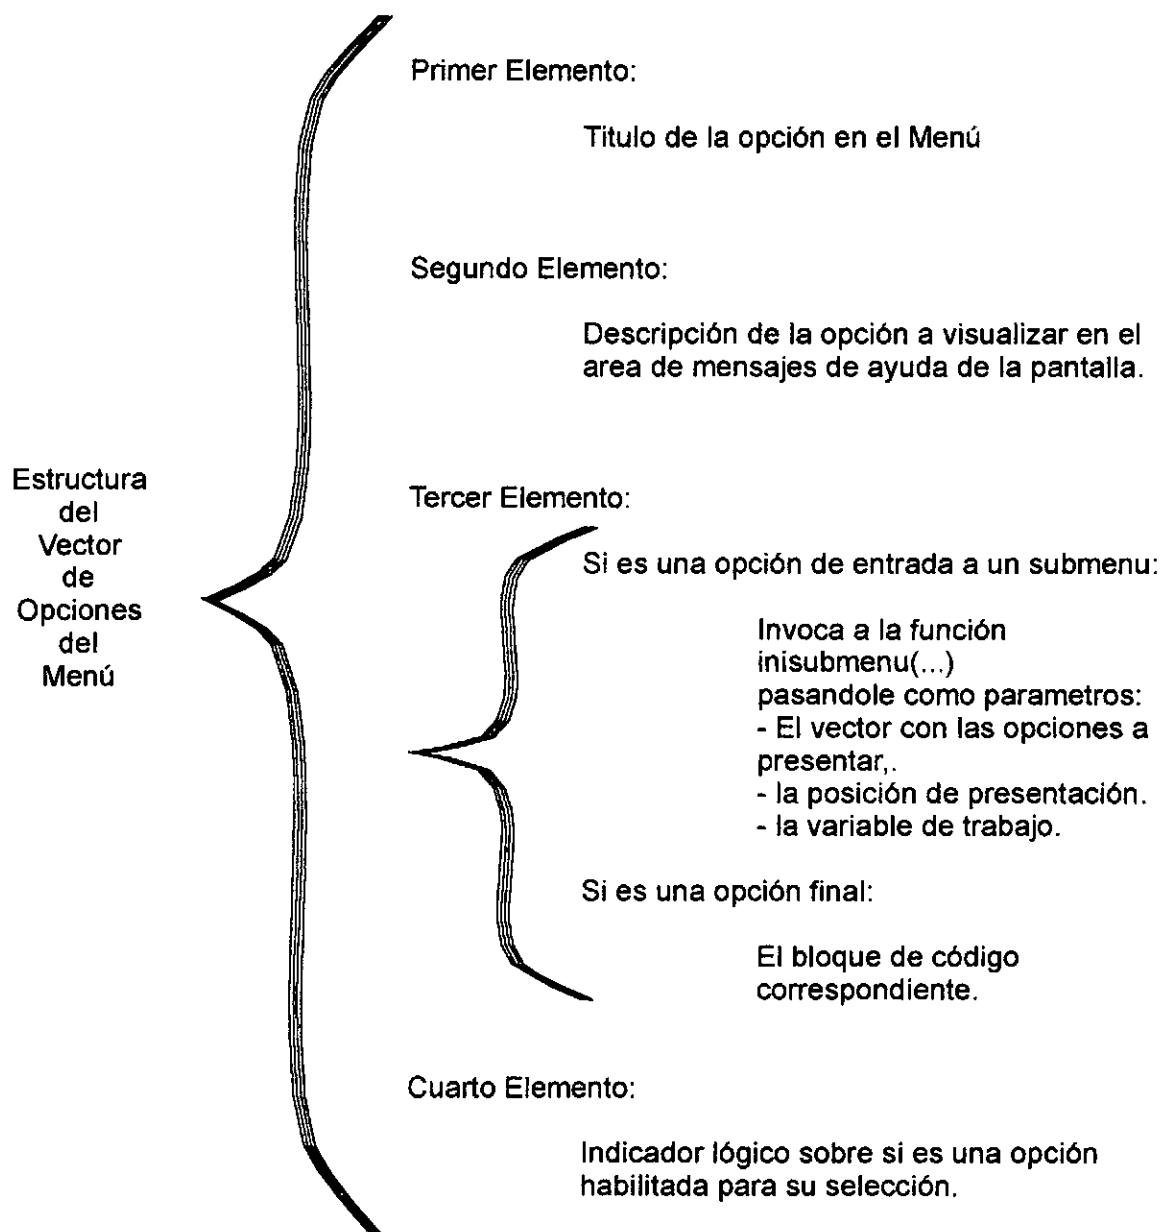 Primer Elemento:
Titulo de la opción en el Menú
Segundo Elemento:
Descripción de la opción a visualizar en el
area de mensajes de ayuda de la pantalla.
Estructura
del
Vector
de
Opciones
del
Menú
Tercer Elemento:
Si es una opción de entrada a un submenu:
Invoca a la función
inisubmenu(...)
pasandole como parametros:
- El vector con las opciones a
presentar,.
- la posición de presentación.
- la variable de trabajo.
Si es una opción final:
El bloque de código
correspondiente.
Cuarto Elemento:
Indicador lógico sobre si es una opción
habilitada para su selección.